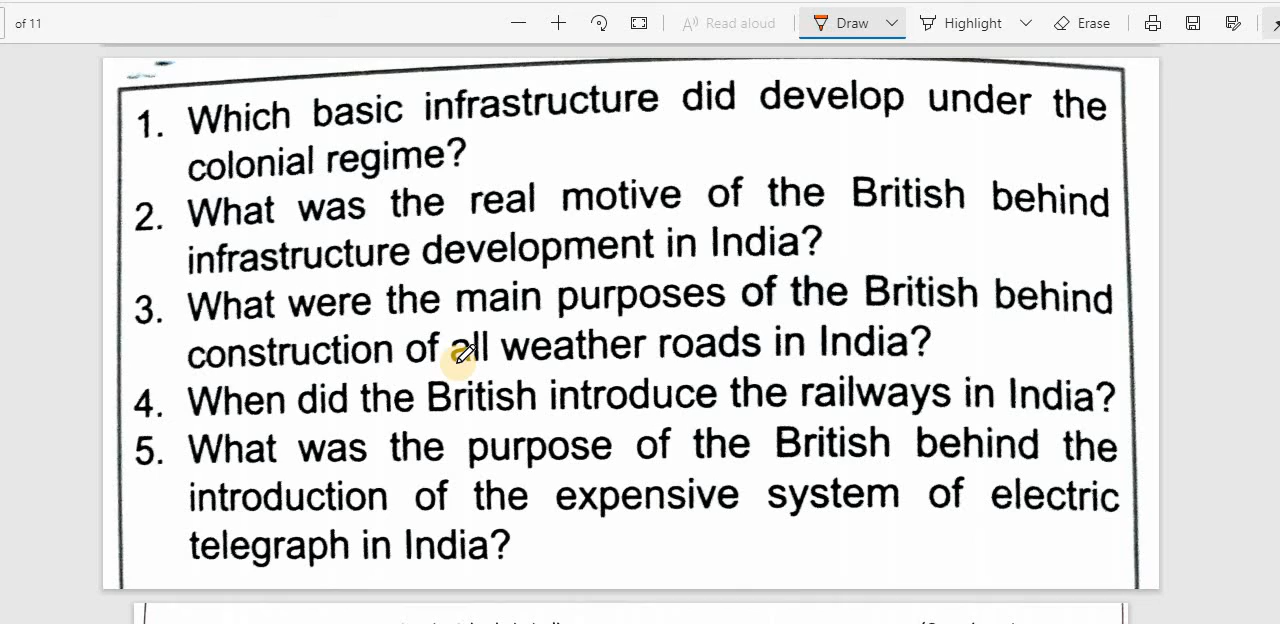 of 11
Read aloud
Draw
Highlight
Erase
1. Which basic infrastructure did develop under the
colonial regime?
2. What was the real motive of the British behind
infrastructure development in India?
3. What were the main purposes of the British behind
construction of all weather roads in India?
4. When did the British introduce the railways in India?
5. What was the purpose of the British behind the
introduction of the expensive system of electric
telegraph in India?